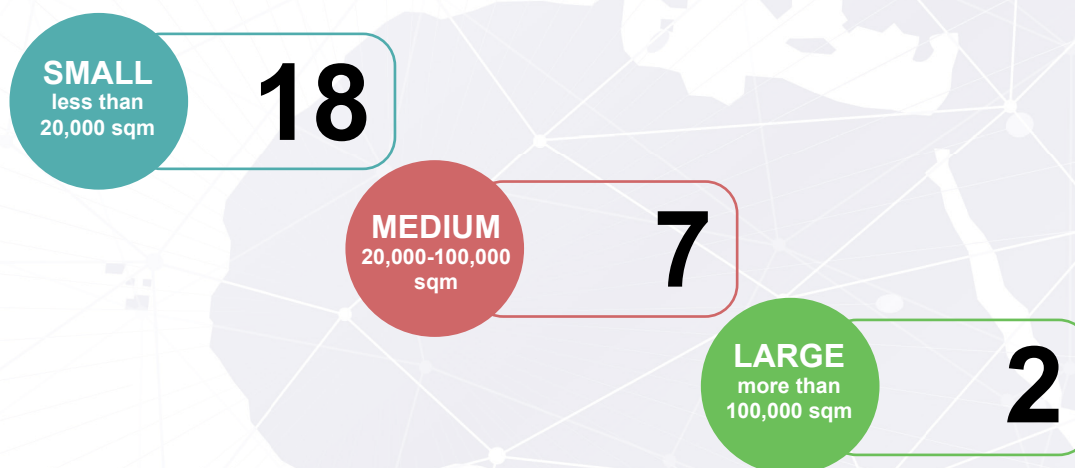 SMALL
less than
20,000 sqm
18
MEDIUM
20,000-100,000
sqm
7
LARGE
more than
100,000 sqm
2